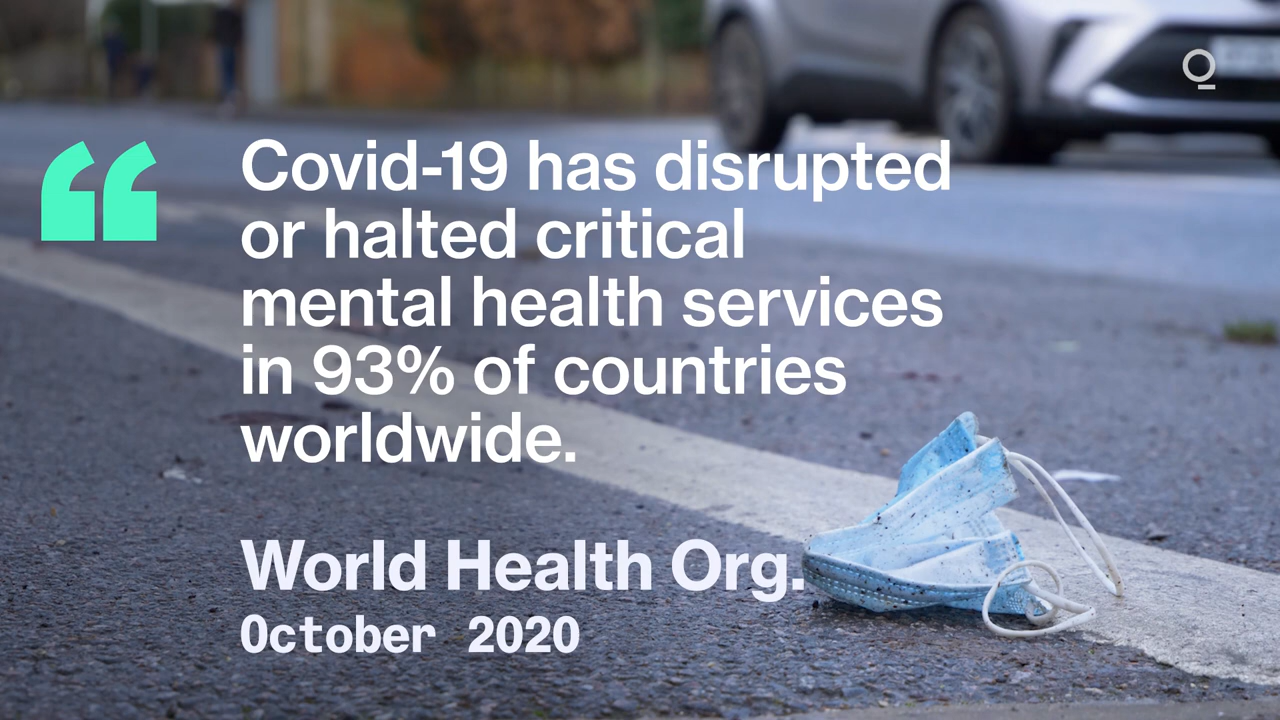 Covid-19 has disrupted
or halted critical
mental health services
in 93% of countries
worldwide.
World Health Org.
October 2020